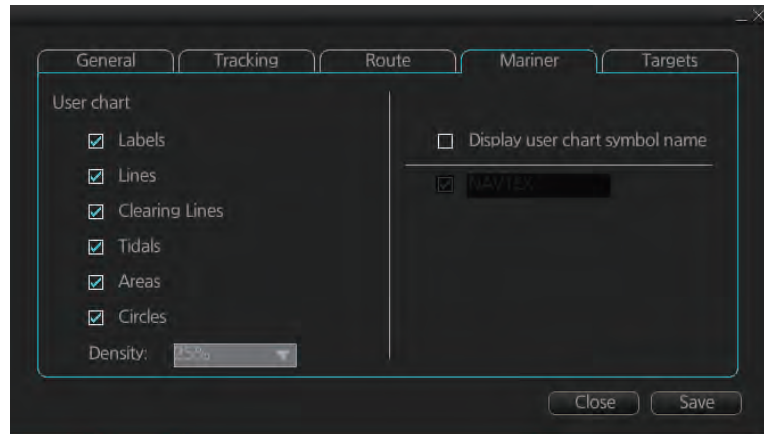 General Tracking Route Mariner Targets
User chart
Labels
Lines
Clearing Lines
Tidals
Areas
Circles
Density: 25%
Display user chart symbol name
NAVTEX
Close Save